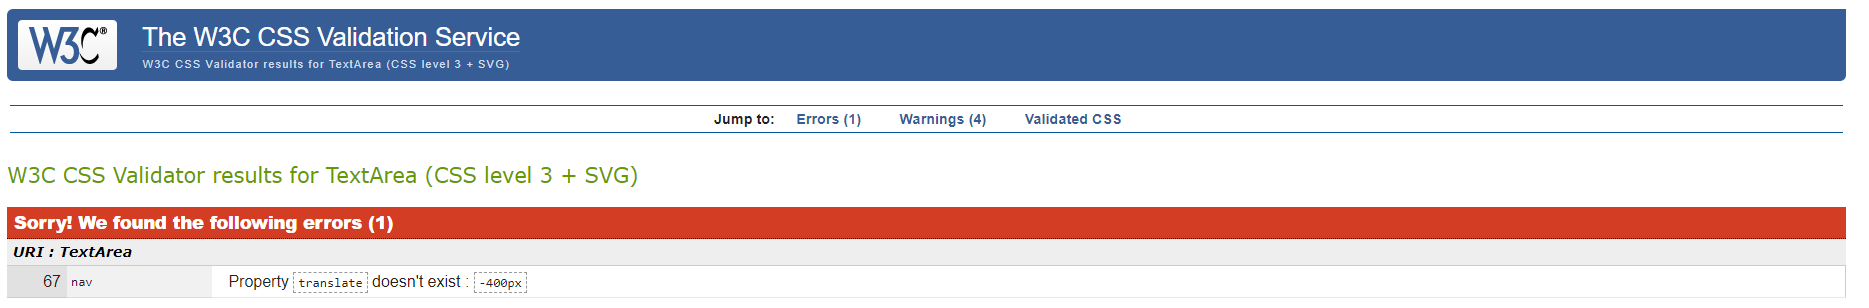 W3C®
The W3C CSS Validation Service
W3C CSS Validator results for TextArea (CSS level 3 + SVG)
Jump to: Errors (1) Warnings (4) Validated CSS
W3C CSS Validator results for TextArea (CSS level 3 + SVG)
Sorry! We found the following errors (1)
URI : TextArea
67 nav Property translate doesn't exist : -400px